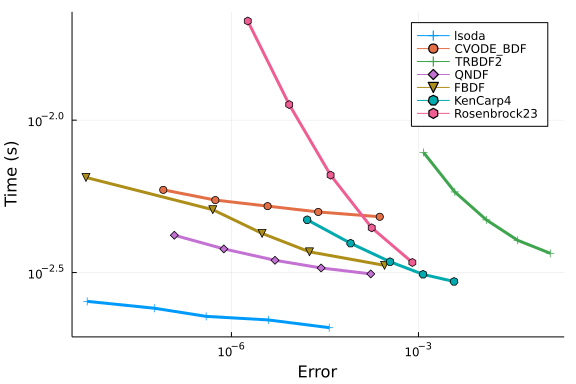 lsoda
CVODE_BDF
TRBDF2
QNDF
FBDF
KenCarp4
Rosenbrock23
10^-2.0
10^-2.5
Time (s)
10^-6
10^-3
Error